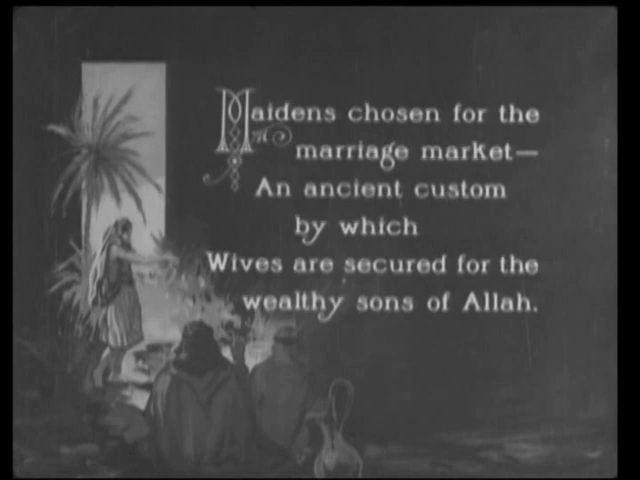 Maidens chosen for the
marriage market—
An ancient custom
by which
Wives are secured for the
wealthy sons of Allah.